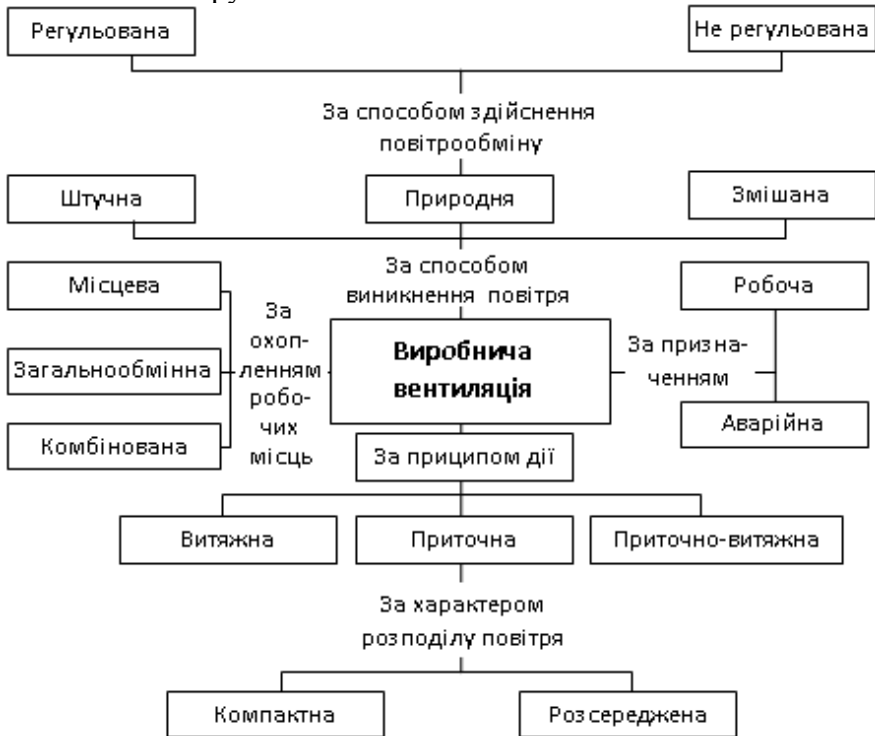 Регульована
Не регульована
За способом здійснення
повітрообміну
Штучна
Природня
Змішана
За способом
виникнення повітря
Місцева
Загальнообмінна
Комбінована
За
охоп-
ленням
робо-
чих
місць
Виробнича
вентиляція
За призна-
ченням
Робоча
Аварійна
За приципом дії
Витяжна
Приточна
Приточно-витяжна
За характером
розподілу повітря
Компактна
Розсереджена